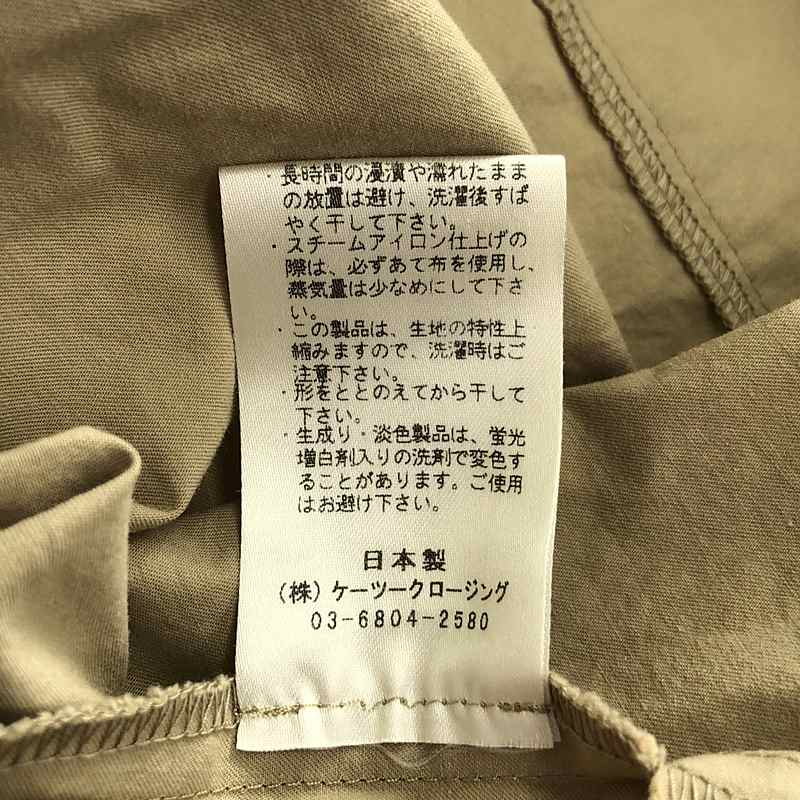 ・長時間の浸漬や濡れたまま
の放置は避け、洗濯後すば
やく干して下さい。
・スチームアイロン仕上げの
際は、必ずあて布を使用し、
蒸気量は少なめにして下さ
い。
・この製品は、生地の特性上
縮みますので、洗濯時はご
注意下さい。
・形をととのえてから干して
下さい。
・生成り・淡色製品は、蛍光
増白剤入りの洗剤で変色す
ることがあります。ご使用
はお避け下さい。
日本製
(株)ケーツークロージング
03-6804-2580